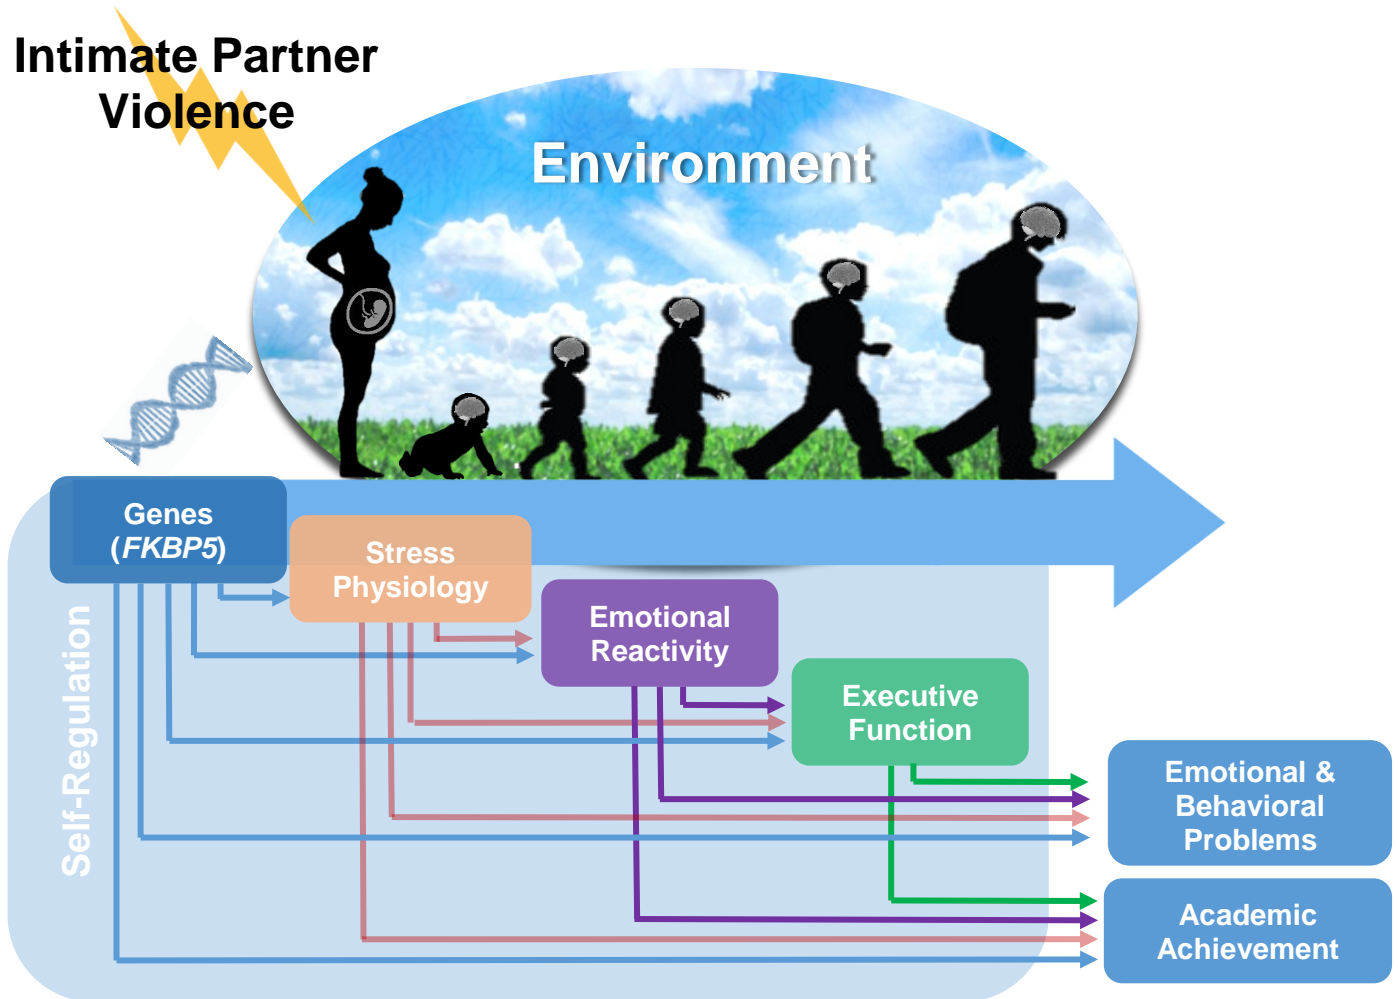 Intimate Partner
Violence
Environment
Genes
(FKBP5)
Stress
Physiology
Emotional
Reactivity
Executive
Function
Self-Regulation
Emotional &
Behavioral
Problems
Academic
Achievement